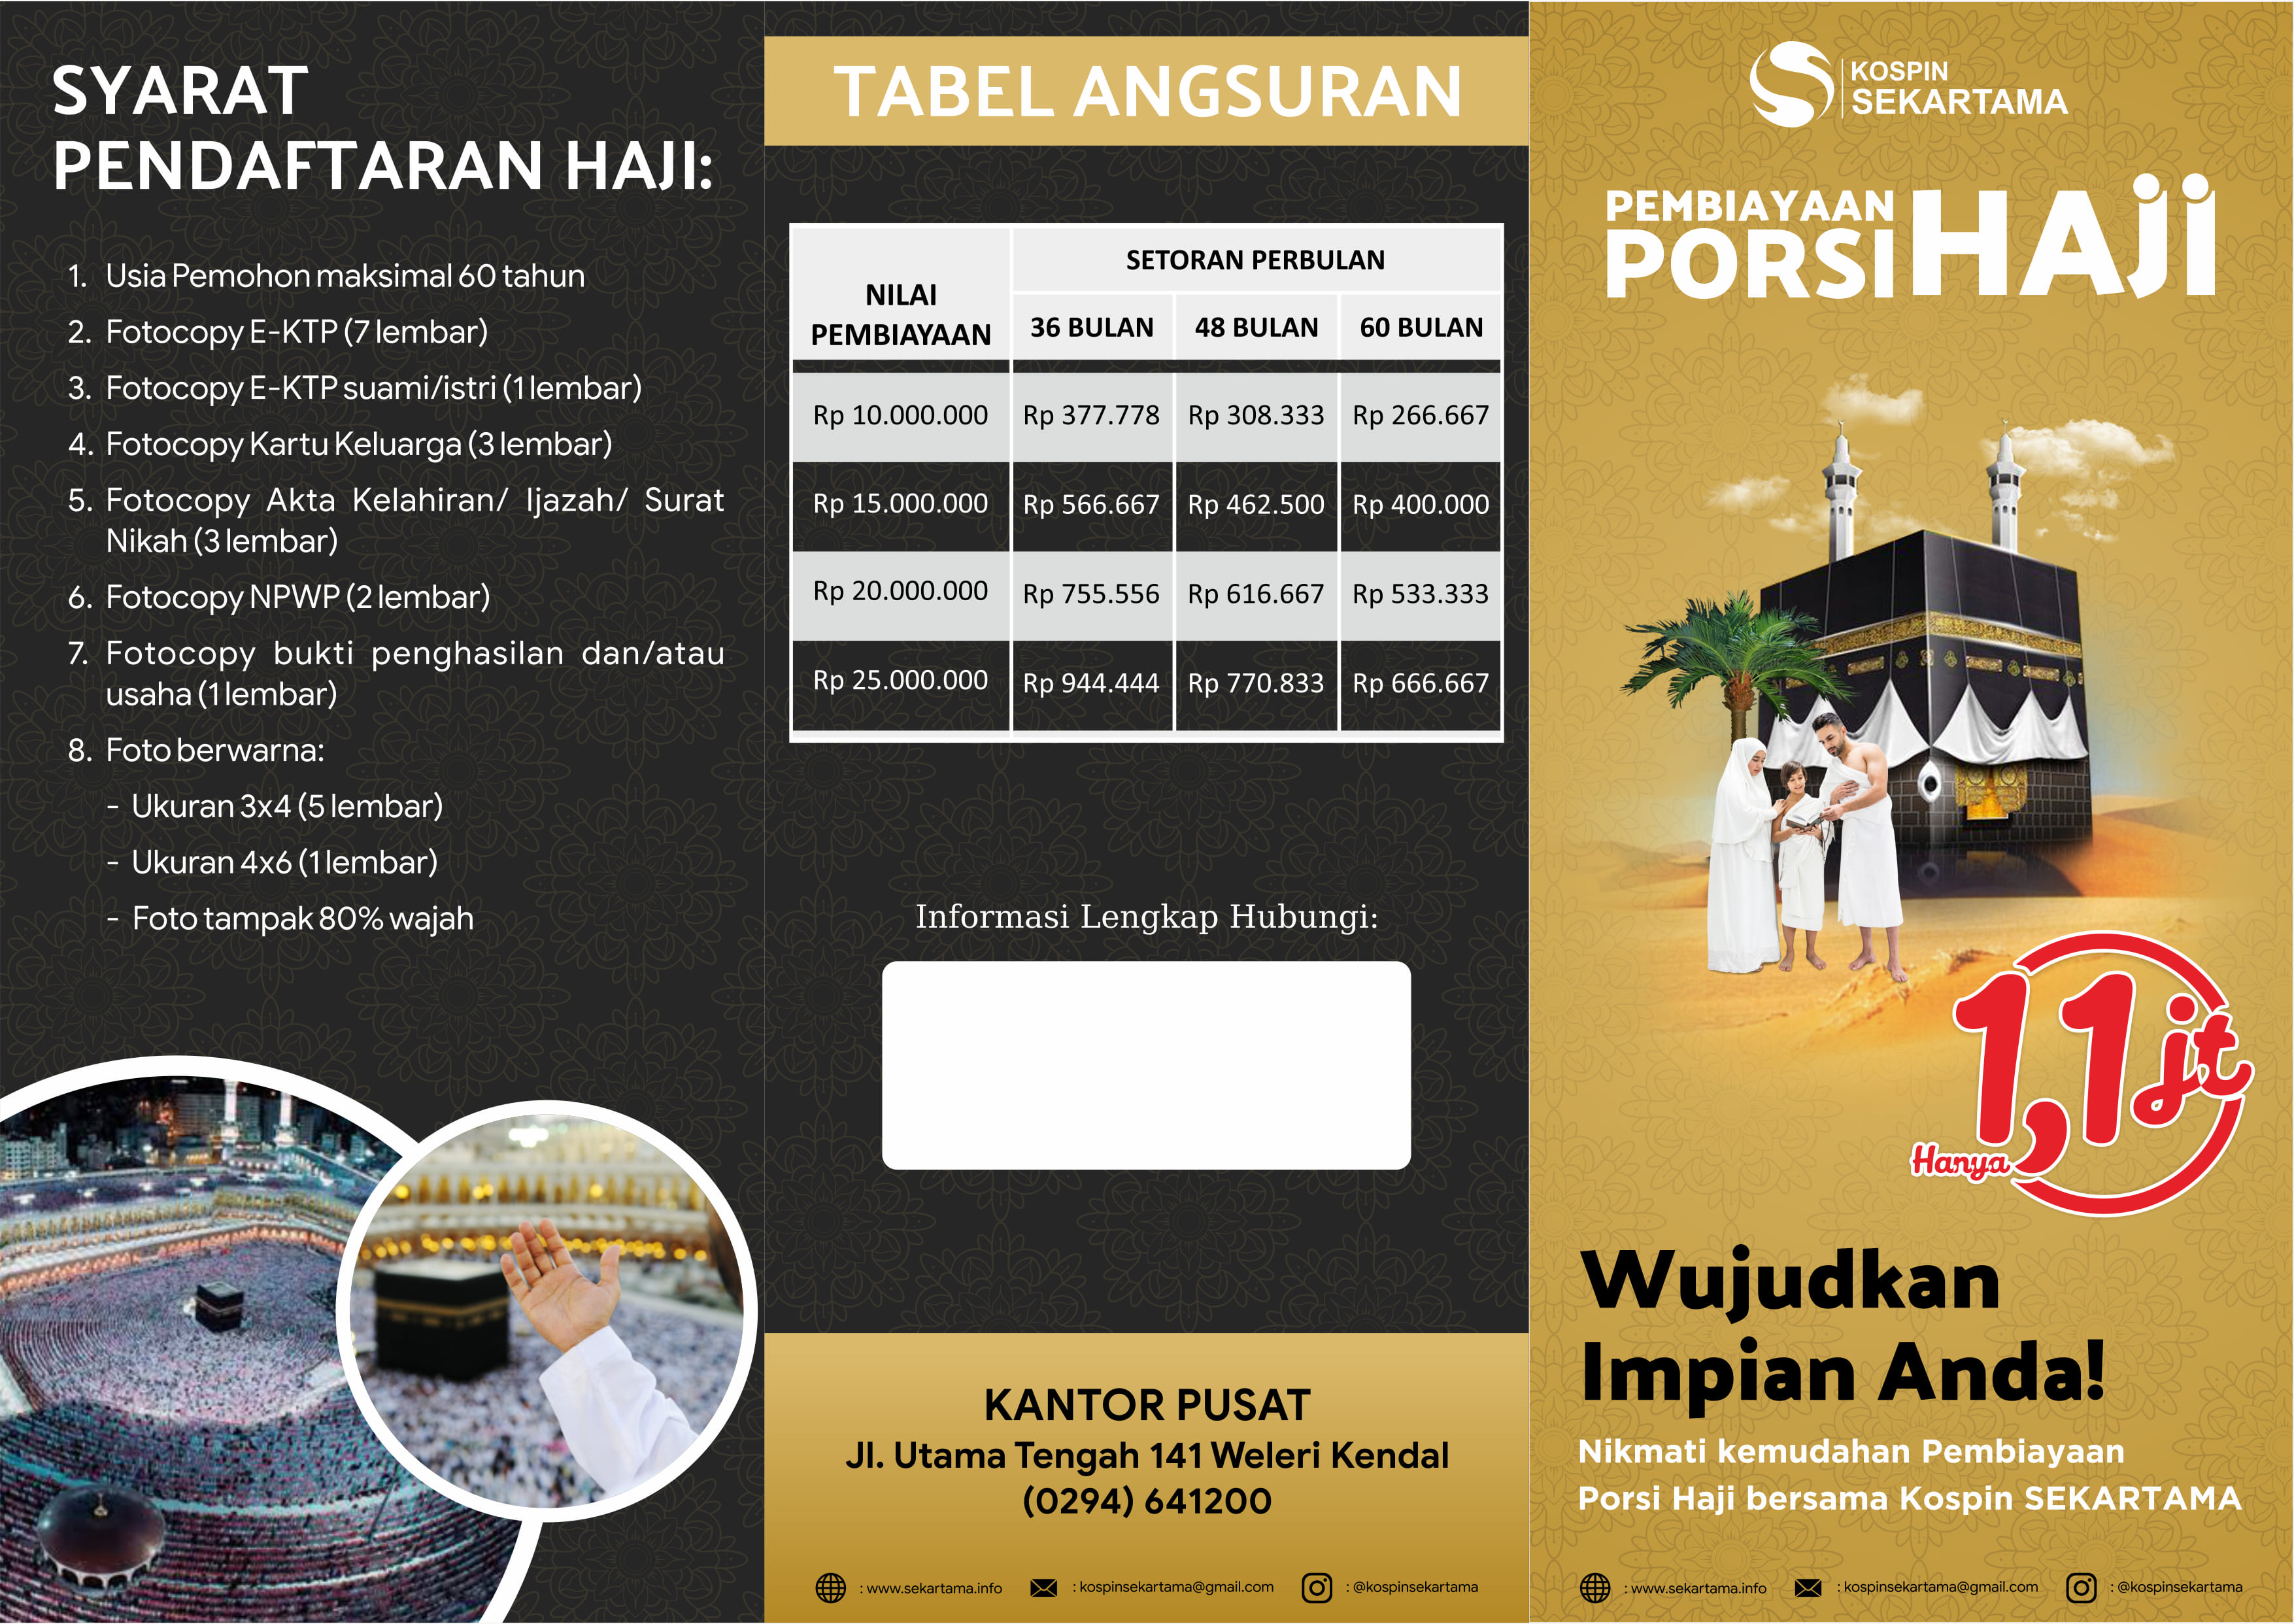 SYARAT
PENDAFTARAN HAJI:
1. Usia Pemohon maksimal 60 tahun
2. Fotocopy E-KTP (7 lembar)
3. Fotocopy E-KTP suami/istri (1 lembar)
4. Fotocopy Kartu Keluarga (3 lembar)
5. Fotocopy Akta Kelahiran/ Ijazah/ Surat
Nikah (3 lembar)
6. Fotocopy NPWP (2 lembar)
7. Fotocopy bukti penghasilan dan/atau
usaha (1 lembar)
8. Foto berwarna:
- Ukuran 3x4 (5 lembar)
- Ukuran 4x6 (1 lembar)
- Foto tampak 80% wajah
TABEL ANGSURAN
NILAI
PEMBIAYAAN
SETORAN PERBULAN
36 BULAN 48 BULAN 60 BULAN
Rp 10.000.000 Rp 377.778 Rp 308.333 Rp 266.667
Rp 15.000.000 Rp 566.667 Rp 462.500 Rp 400.000
Rp 20.000.000 Rp 755.556 Rp 616.667 Rp 533.333
Rp 25.000.000 Rp 944.444 Rp 770.833 Rp 666.667
Informasi Lengkap Hubungi:
KANTOR PUSAT
Jl. Utama Tengah 141 Weleri Kendal
(0294) 641200
: www.sekartama.info : kospinsekartama@gmail.com : @kospinsekartama
KOSPIN
SEKARTAMA
PEMBIAYAAN
PORSI HAJI
Hanya 1,1jt
Wujudkan
Impian Anda!
Nikmati kemudahan Pembiayaan
Porsi Haji bersama Kospin SEKARTAMA
: www.sekartama.info : kospinsekartama@gmail.com : @kospinsekartama